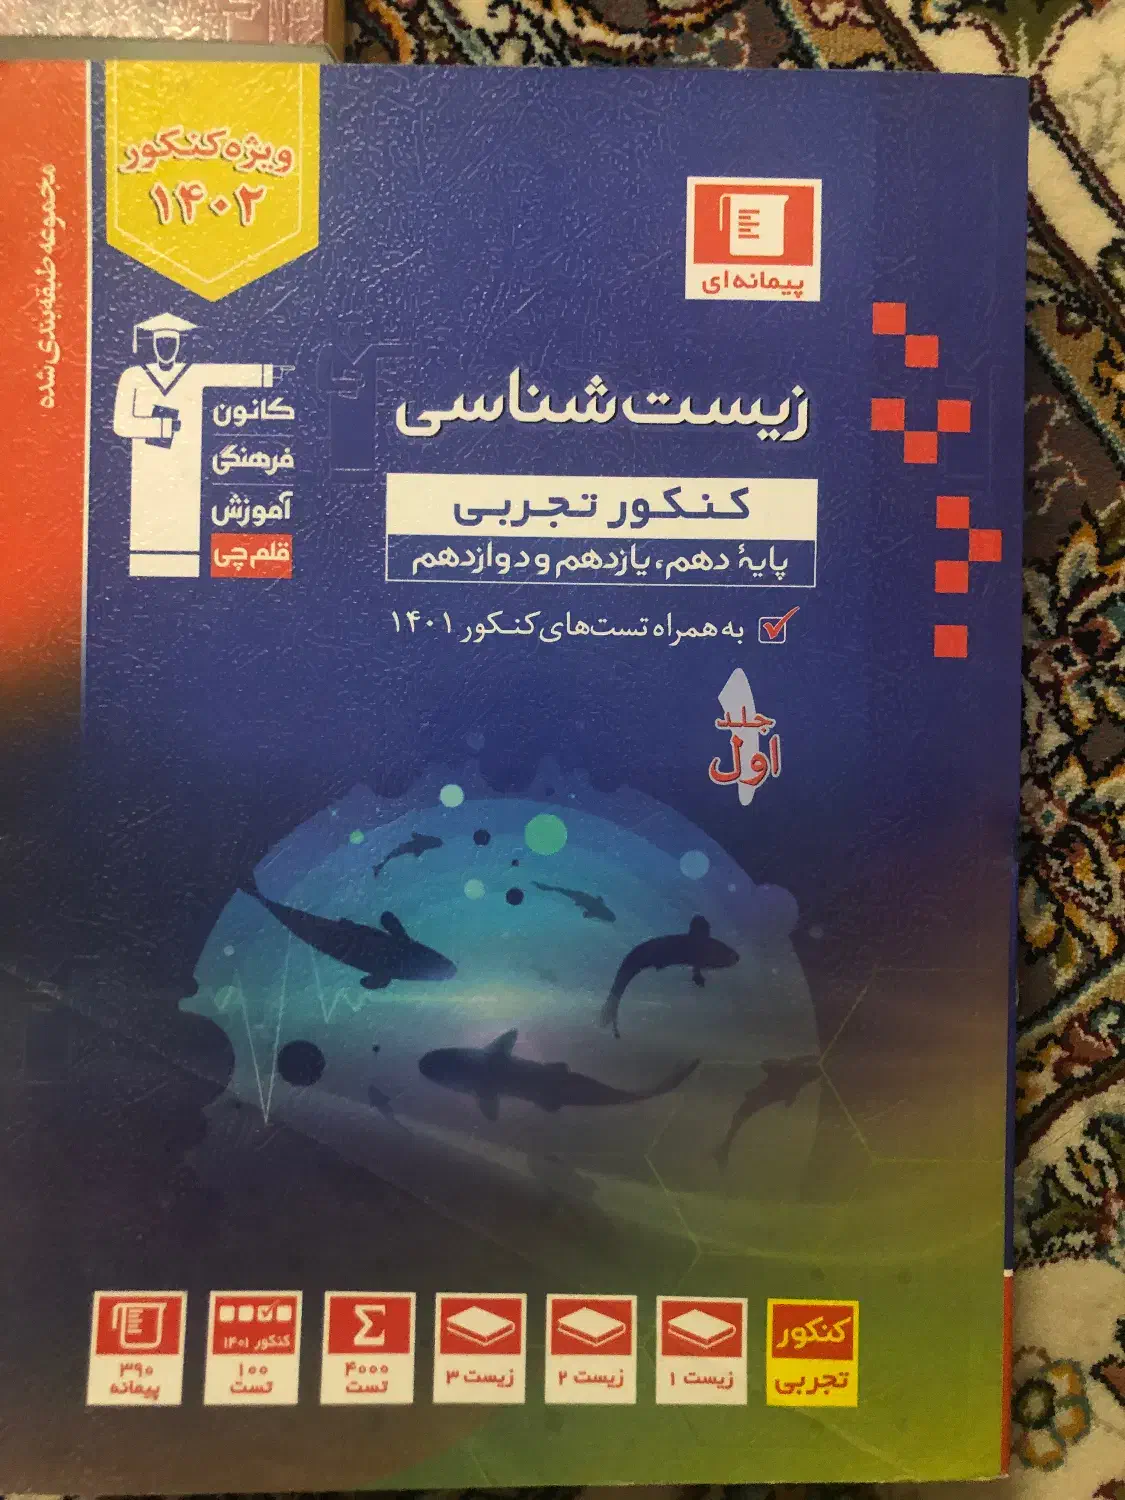 مجموعه طبقه‌بندی شده
ویژه کنکور
۱۴۰۲
پیمانه‌ای
کانون
فرهنگی
آموزش
قلم‌چی
زیست‌شناسی
کنکور تجربی
پایهٔ دهم، یازدهم و دوازدهم
به همراه تست‌های کنکور ۱۴۰۱
جلد
اول
کنکور
تجربی
زیست ۱
زیست ۲
زیست ۳
Σ
۴۰۰۰
تست
کنکور ۱۴۰۱
۱۰۰
تست
۳۹۰
پیمانه